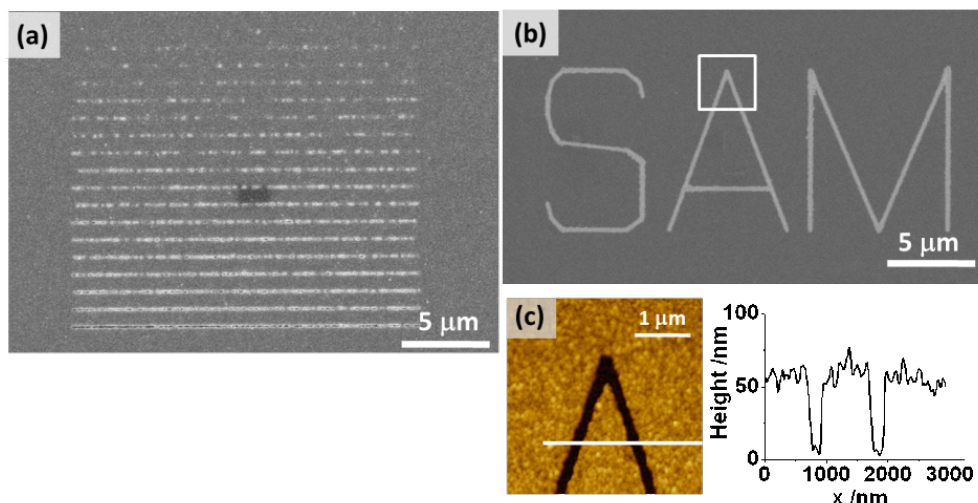 (a)
5 μm
(b)
SAM
5 μm
(c)
1 μm
Height /nm
100
50
0
0 1000 2000 3000
x /nm